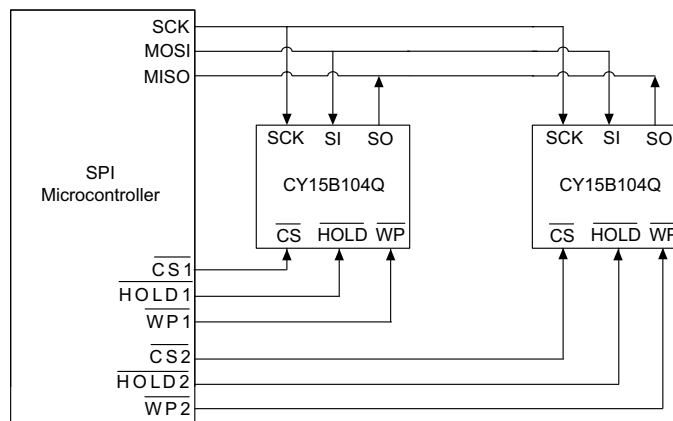 SCK
MOSI
MISO
SPI
Microcontroller
SCK SI SO
CY15B104Q
CS HOLD WP
SCK SI SO
CY15B104Q
CS HOLD WP
CS1
HOLD1
WP1
CS2
HOLD2
WP2